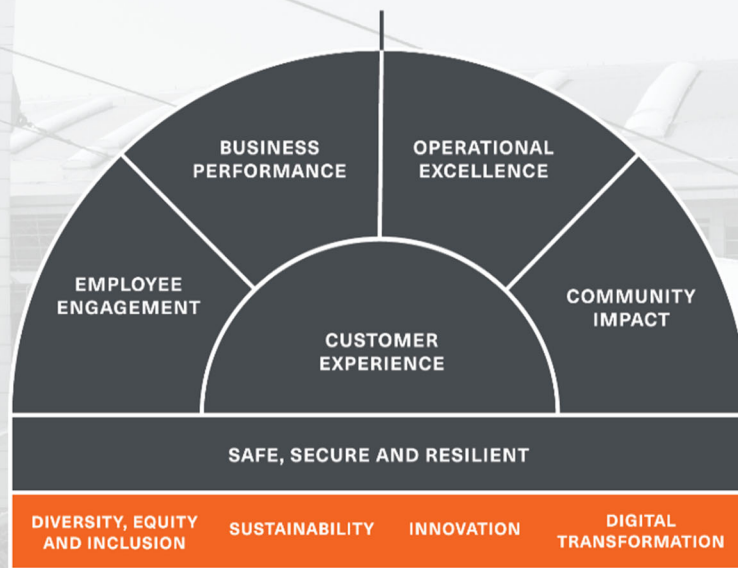 BUSINESS
PERFORMANCE
OPERATIONAL
EXCELLENCE
EMPLOYEE
ENGAGEMENT
COMMUNITY
IMPACT
CUSTOMER
EXPERIENCE
SAFE, SECURE AND RESILIENT
DIVERSITY, EQUITY
AND INCLUSION
SUSTAINABILITY
INNOVATION
DIGITAL
TRANSFORMATION